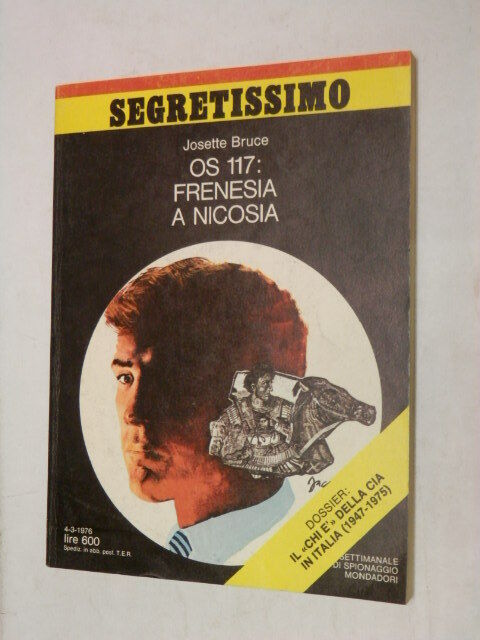 SEGRETISSIMO
Josette Bruce
OS 117:
FRENESIA
A NICOSIA
DOSSIER:
IL «CHI E'» DELLA CIA
IN ITALIA (1947-1975)
4-3-1976
lire 600
Spediz. in abb. post. T.E.R.
SETTIMANALE
DI SPIONAGGIO
MONDADORI